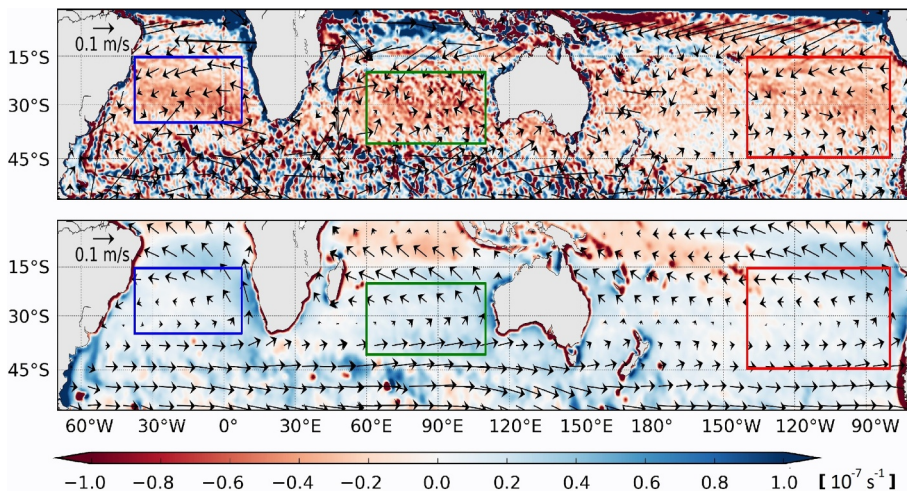 0.1 m/s
15°S
30°S
45°S
0.1 m/s
15°S
30°S
45°S
60°W 30°W 0° 30°E 60°E 90°E 120°E 150°E 180° 150°W 120°W 90°W
−1.0 −0.8 −0.6 −0.4 −0.2 0.0 0.2 0.4 0.6 0.8 1.0 [ 10⁻⁷ s⁻¹ ]